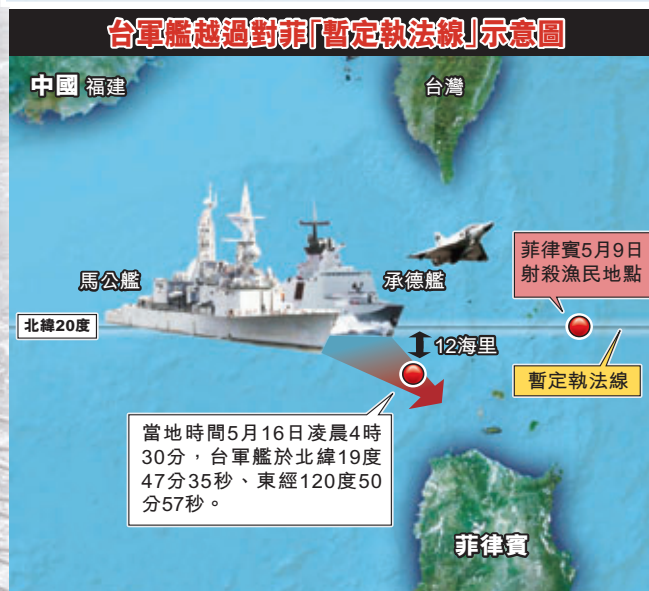 台軍艦越過對菲「暫定執法線」示意圖
中國 福建
台灣
菲律賓5月9日
射殺漁民地點
馬公艦
承德艦
北緯20度
12海里
暫定執法線
當地時間5月16日凌晨4時
30分，台軍艦於北緯19度
47分35秒、東經120度50
分57秒。
菲律賓